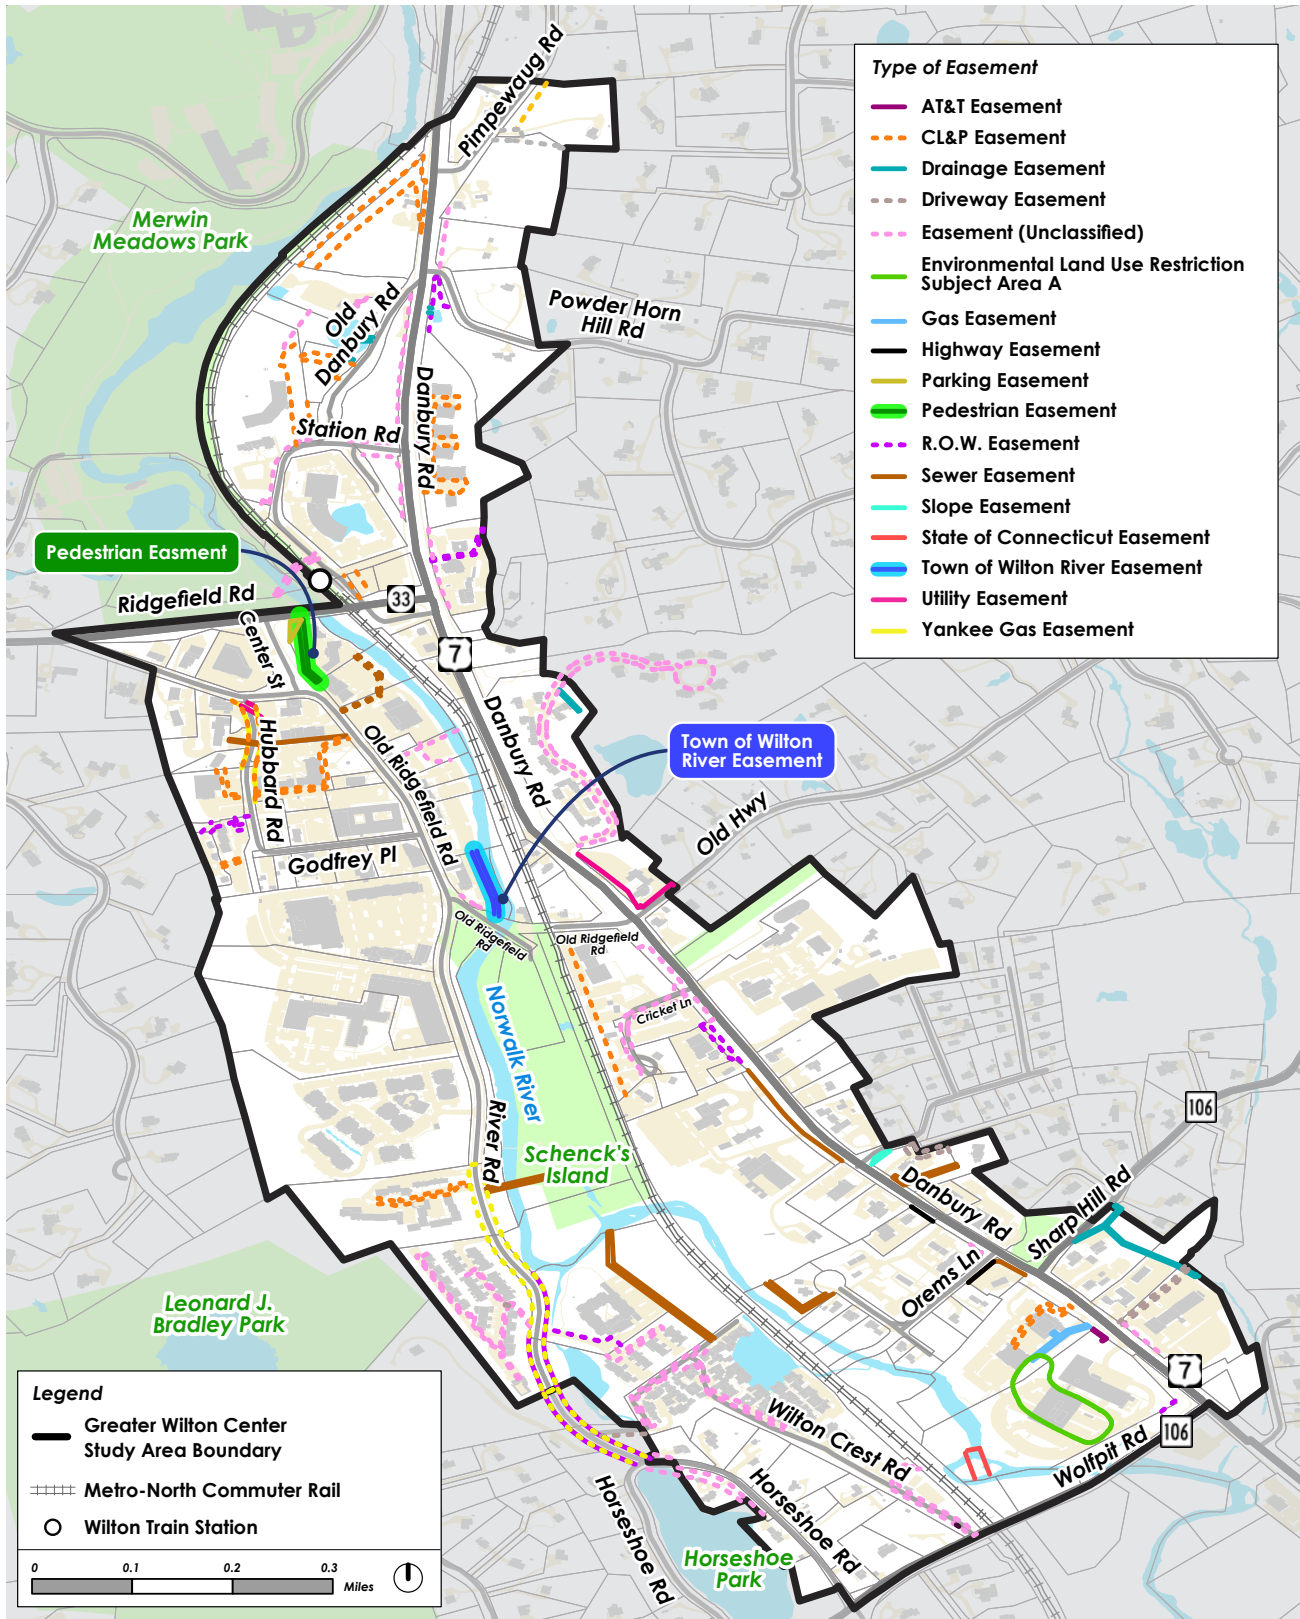 Type of Easement
AT&T Easement
CL&P Easement
Drainage Easement
Driveway Easement
Easement (Unclassified)
Environmental Land Use Restriction
Subject Area A
Gas Easement
Highway Easement
Parking Easement
Pedestrian Easement
R.O.W. Easement
Sewer Easement
Slope Easement
State of Connecticut Easement
Town of Wilton River Easement
Utility Easement
Yankee Gas Easement
Pimpewaug Rd
Merwin
Meadows Park
Old
Danbury Rd
Powder Horn
Hill Rd
Danbury Rd
Station Rd
Pedestrian Easment
Ridgefield Rd
33
Center St
7
Danbury Rd
Hubbard Rd
Old Ridgefield Rd
Town of Wilton
River Easement
Old Hwy
Godfrey Pl
Old Ridgefield
Rd
Old Ridgefield
Rd
Norwalk River
Cricket Ln
River Rd
106
Schenck's
Island
Danbury Rd
Sharp Hill Rd
Orems Ln
Leonard J.
Bradley Park
7
106
Wilton Crest Rd
Wolfpit Rd
Horseshoe Rd
Horseshoe Rd
Horseshoe
Park
Legend
Greater Wilton Center
Study Area Boundary
Metro-North Commuter Rail
Wilton Train Station
0 0.1 0.2 0.3
Miles